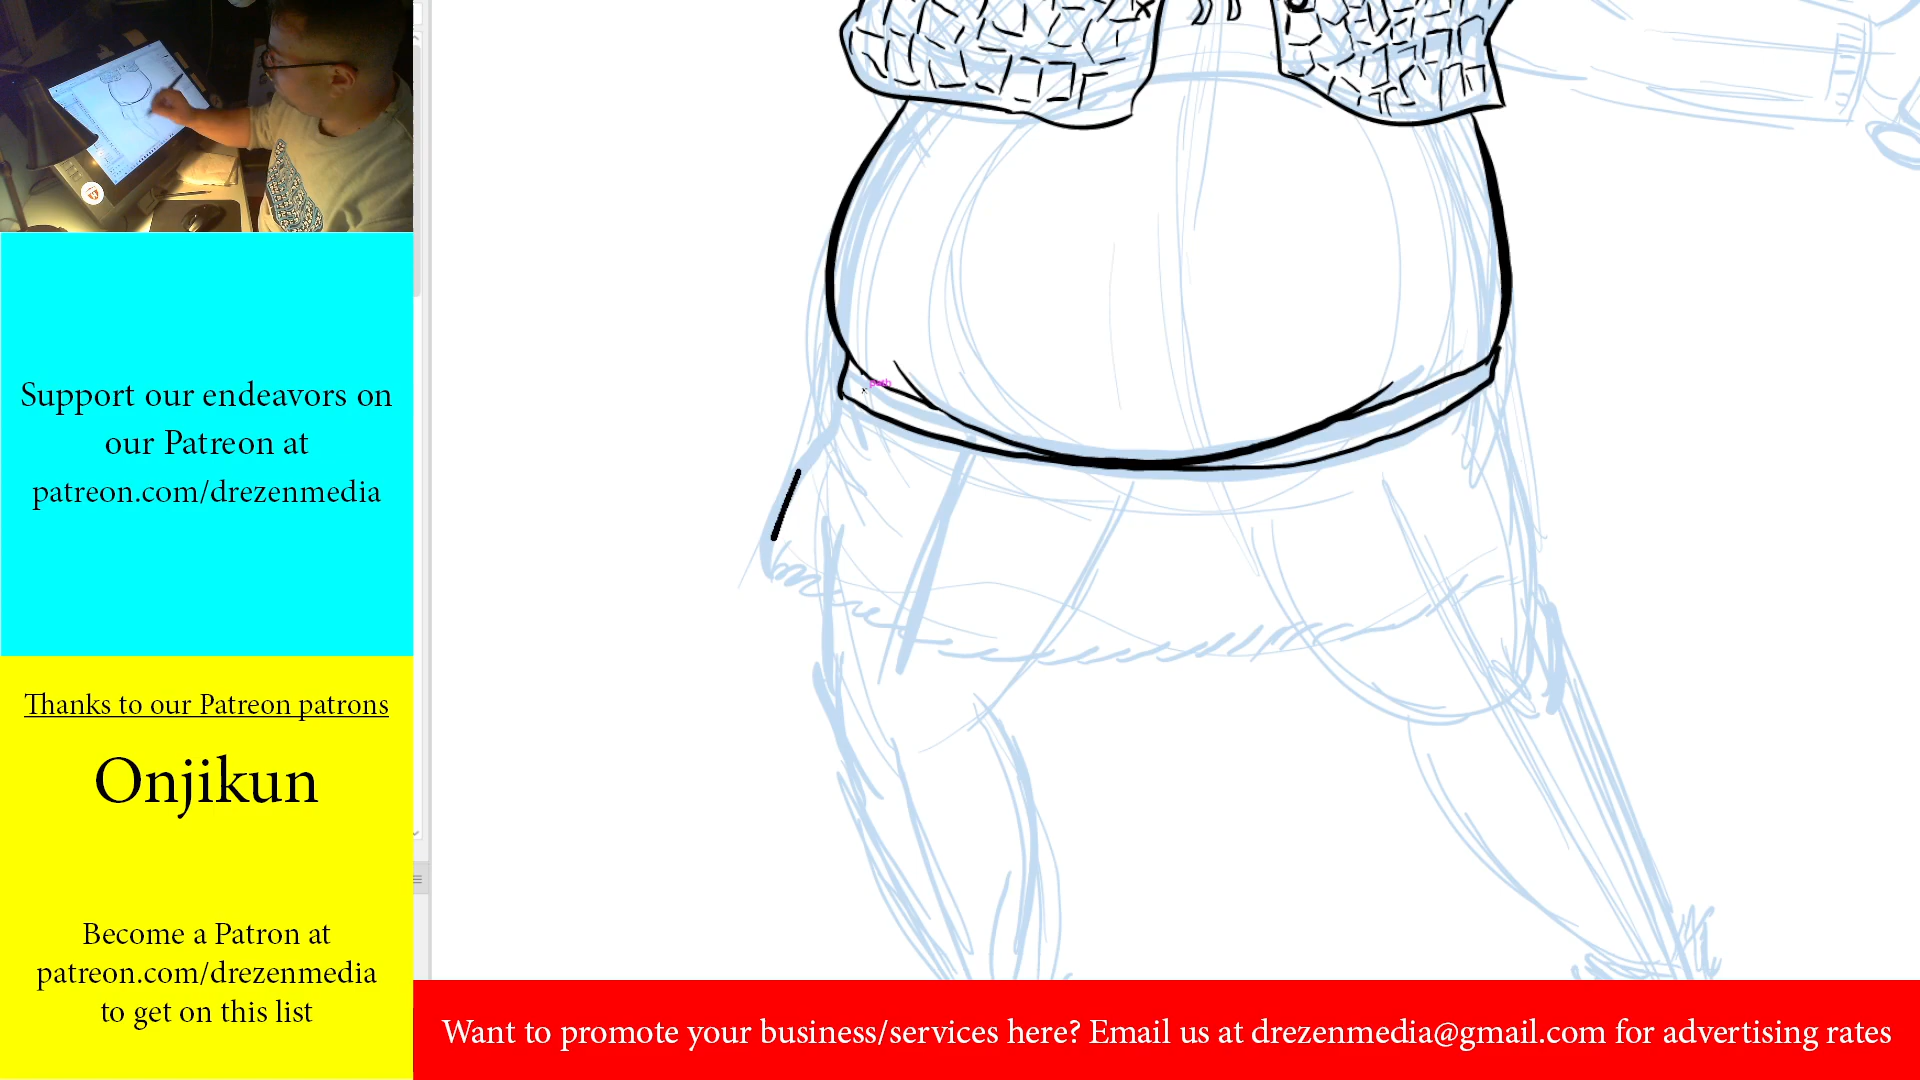 Support our endeavors on
our Patreon at
patreon.com/drezenmedia
Thanks to our Patreon patrons
Onjikun
Become a Patron at
patreon.com/drezenmedia
to get on this list
path
Want to promote your business/services here? Email us at drezenmedia@gmail.com for advertising rates